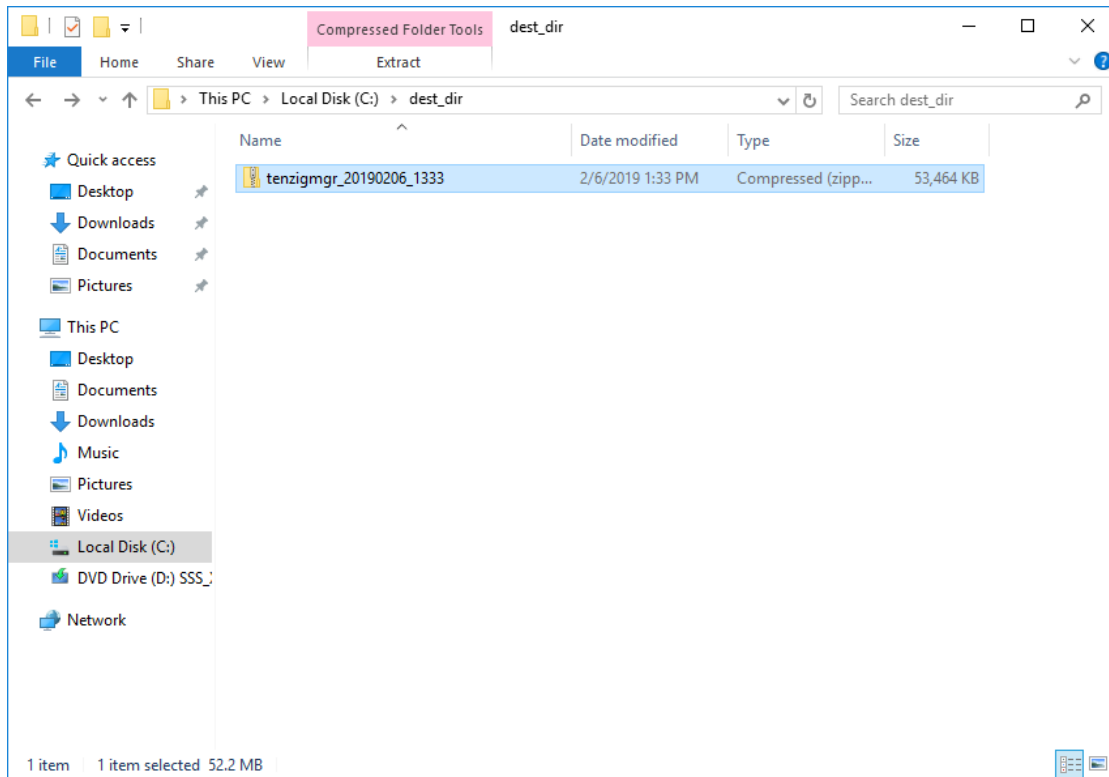 Compressed Folder Tools dest_dir
File Home Share View Extract
This PC > Local Disk (C:) > dest_dir Search dest_dir
Name Date modified Type Size
tenzigmgr_20190206_1333 2/6/2019 1:33 PM Compressed (zipp... 53,464 KB
Quick access
Desktop
Downloads
Documents
Pictures
This PC
Desktop
Documents
Downloads
Music
Pictures
Videos
Local Disk (C:)
DVD Drive (D:) SSS_
Network
1 item 1 item selected 52.2 MB